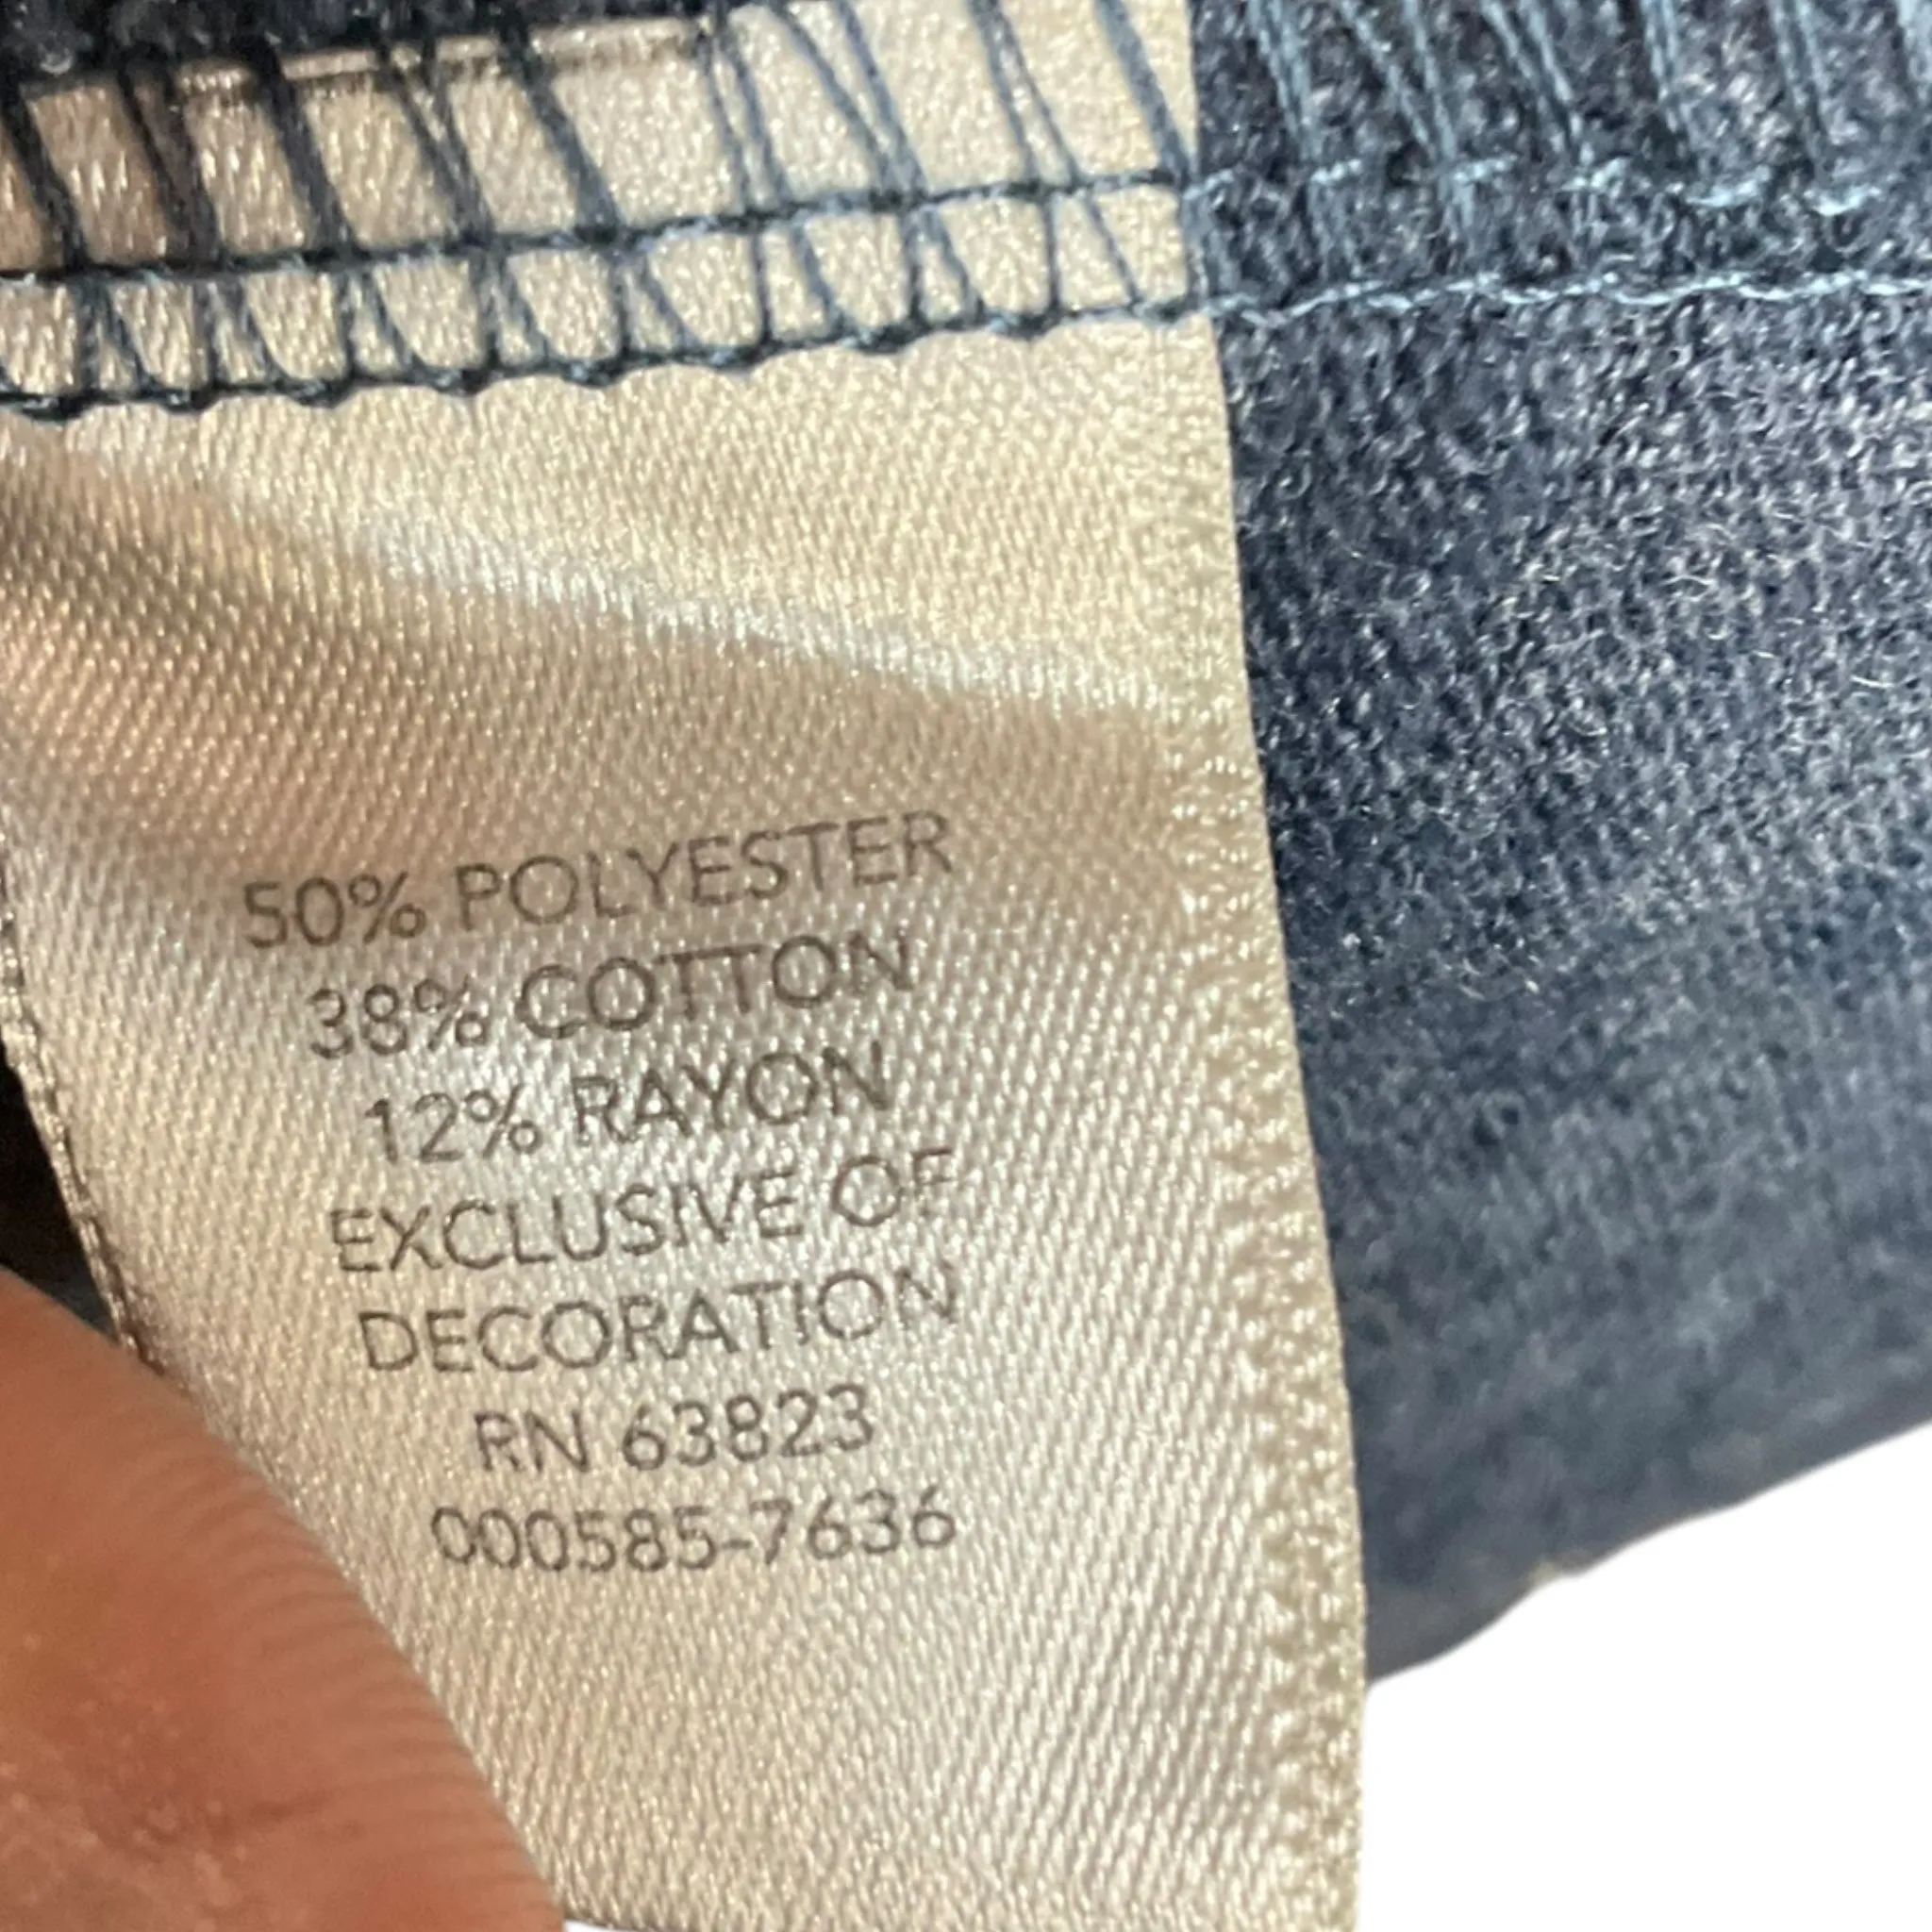 50% POLYESTER
38% COTTON
12% RAYON
EXCLUSIVE OF
DECORATION
RN 63823
000585-7636